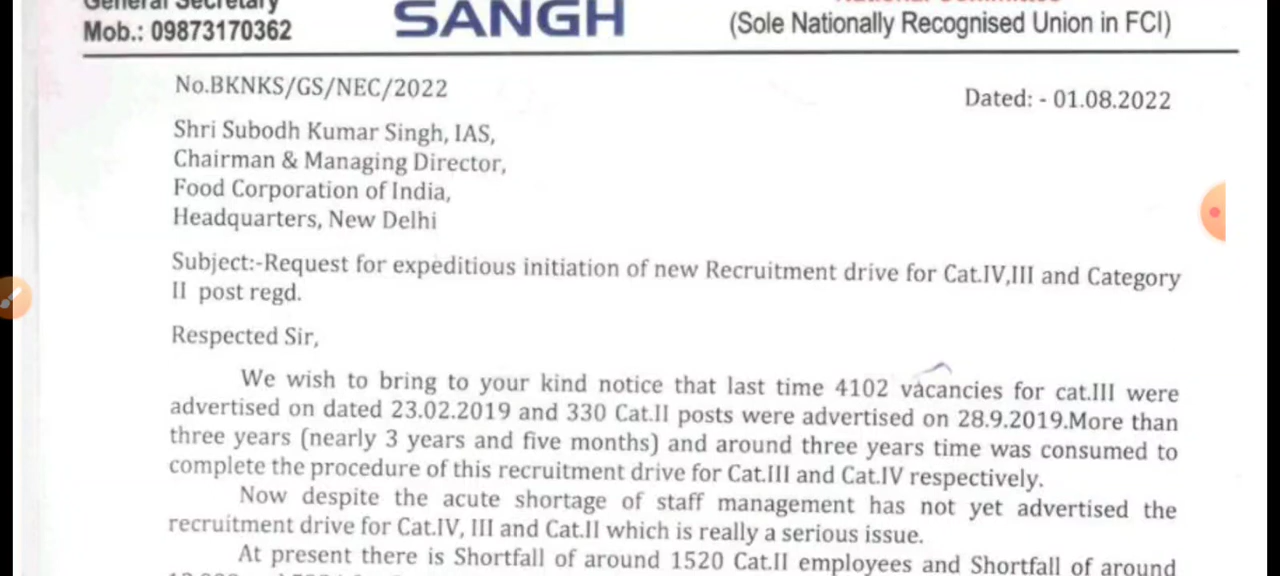 General Secretary
Mob.: 09873170362
SANGH
(Sole Nationally Recognised Union in FCI)
No.BKNKS/GS/NEC/2022
Dated: - 01.08.2022
Shri Subodh Kumar Singh, IAS,
Chairman & Managing Director,
Food Corporation of India,
Headquarters, New Delhi
Subject:-Request for expeditious initiation of new Recruitment drive for Cat.IV,III and Category
II post regd.
Respected Sir,
We wish to bring to your kind notice that last time 4102 vacancies for cat.III were
advertised on dated 23.02.2019 and 330 Cat.II posts were advertised on 28.9.2019.More than
three years (nearly 3 years and five months) and around three years time was consumed to
complete the procedure of this recruitment drive for Cat.III and Cat.IV respectively.
Now despite the acute shortage of staff management has not yet advertised the
recruitment drive for Cat.IV, III and Cat.II which is really a serious issue.
At present there is Shortfall of around 1520 Cat.II employees and Shortfall of around